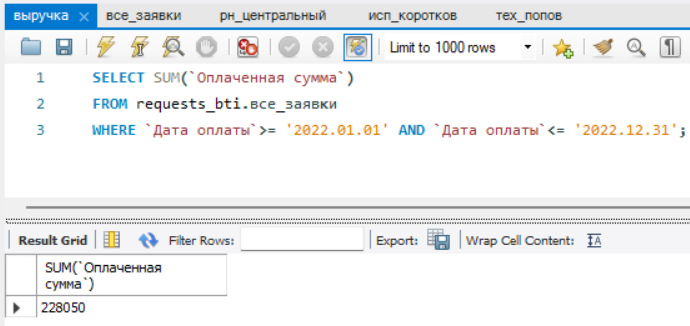 выручка × все_заявки рн_центральный исп_коротков тех_попов
Limit to 1000 rows
1 SELECT SUM(`Оплаченная сумма`)
2 FROM requests_bti.все_заявки
3 WHERE `Дата оплаты`>= '2022.01.01' AND `Дата оплаты`<= '2022.12.31';
Result Grid Filter Rows: Export: Wrap Cell Content:
SUM(`Оплаченная
сумма`)
228050